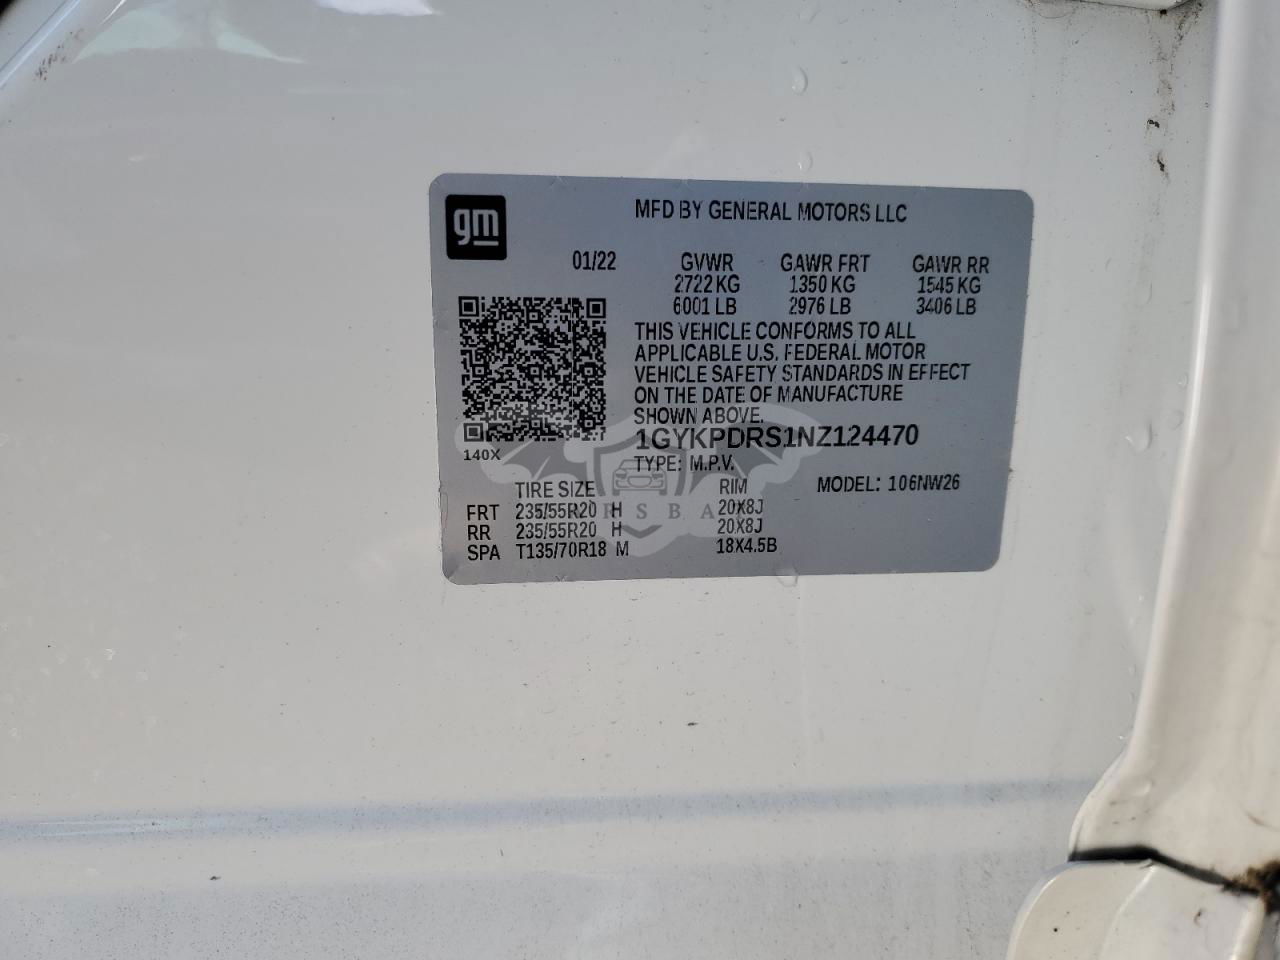 gm
MFD BY GENERAL MOTORS LLC
01/22 GVWR GAWR FRT GAWR RR
2722 KG 1350 KG 1545 KG
6001 LB 2976 LB 3406 LB
THIS VEHICLE CONFORMS TO ALL
APPLICABLE U.S. FEDERAL MOTOR
VEHICLE SAFETY STANDARDS IN EFFECT
ON THE DATE OF MANUFACTURE
SHOWN ABOVE.
1GYKPDRS1NZ124470
140X
TYPE: M.P.V.
TIRE SIZE RIM MODEL: 106NW26
FRT 235/55R20 H 20X8J
RR 235/55R20 H 20X8J
SPA T135/70R18 M 18X4.5B